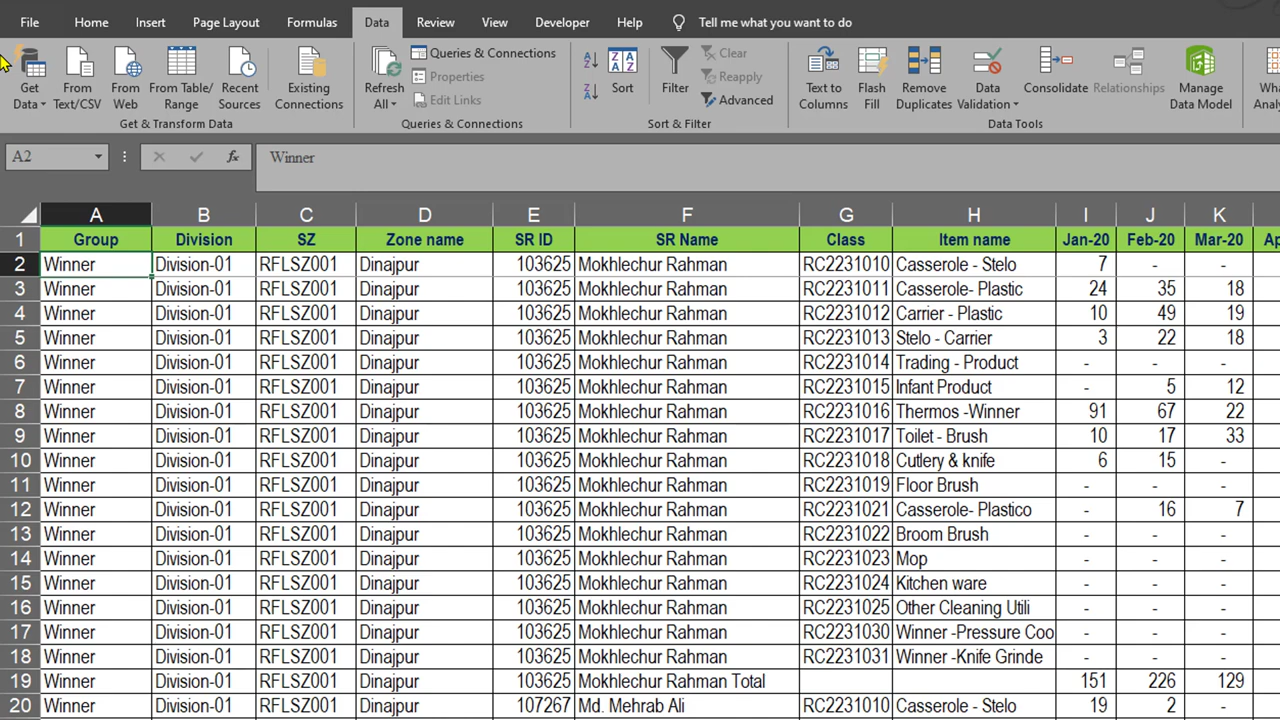 File Home Insert Page Layout Formulas Data Review View Developer Help Tell me what you want to do
Get Data From Text/CSV From Web From Table/ Range Recent Sources Existing Connections Refresh All Queries & Connections Properties Edit Links Sort Filter Clear Reapply Advanced Text to Columns Flash Fill Remove Duplicates Data Validation Consolidate Relationships Manage Data Model
Get & Transform Data Queries & Connections Sort & Filter Data Tools
A2 fx Winner
A B C D E F G H I J K
1 Group Division SZ Zone name SR ID SR Name Class Item name Jan-20 Feb-20 Mar-20
2 Winner Division-01 RFLSZ001 Dinajpur 103625 Mokhlechur Rahman RC2231010 Casserole - Stelo 7 - -
3 Winner Division-01 RFLSZ001 Dinajpur 103625 Mokhlechur Rahman RC2231011 Casserole- Plastic 24 35 18
4 Winner Division-01 RFLSZ001 Dinajpur 103625 Mokhlechur Rahman RC2231012 Carrier - Plastic 10 49 19
5 Winner Division-01 RFLSZ001 Dinajpur 103625 Mokhlechur Rahman RC2231013 Stelo - Carrier 3 22 18
6 Winner Division-01 RFLSZ001 Dinajpur 103625 Mokhlechur Rahman RC2231014 Trading - Product - - -
7 Winner Division-01 RFLSZ001 Dinajpur 103625 Mokhlechur Rahman RC2231015 Infant Product - 5 12
8 Winner Division-01 RFLSZ001 Dinajpur 103625 Mokhlechur Rahman RC2231016 Thermos -Winner 91 67 22
9 Winner Division-01 RFLSZ001 Dinajpur 103625 Mokhlechur Rahman RC2231017 Toilet - Brush 10 17 33
10 Winner Division-01 RFLSZ001 Dinajpur 103625 Mokhlechur Rahman RC2231018 Cutlery & knife 6 15 -
11 Winner Division-01 RFLSZ001 Dinajpur 103625 Mokhlechur Rahman RC2231019 Floor Brush - - -
12 Winner Division-01 RFLSZ001 Dinajpur 103625 Mokhlechur Rahman RC2231021 Casserole- Plastico - 16 7
13 Winner Division-01 RFLSZ001 Dinajpur 103625 Mokhlechur Rahman RC2231022 Broom Brush - - -
14 Winner Division-01 RFLSZ001 Dinajpur 103625 Mokhlechur Rahman RC2231023 Mop - - -
15 Winner Division-01 RFLSZ001 Dinajpur 103625 Mokhlechur Rahman RC2231024 Kitchen ware - - -
16 Winner Division-01 RFLSZ001 Dinajpur 103625 Mokhlechur Rahman RC2231025 Other Cleaning Utili - - -
17 Winner Division-01 RFLSZ001 Dinajpur 103625 Mokhlechur Rahman RC2231030 Winner -Pressure Coo - - -
18 Winner Division-01 RFLSZ001 Dinajpur 103625 Mokhlechur Rahman RC2231031 Winner -Knife Grinde - - -
19 Winner Division-01 RFLSZ001 Dinajpur 103625 Mokhlechur Rahman Total 151 226 129
20 Winner Division-01 RFLSZ001 Dinajpur 107267 Md. Mehrab Ali RC2231010 Casserole - Stelo 19 2 -